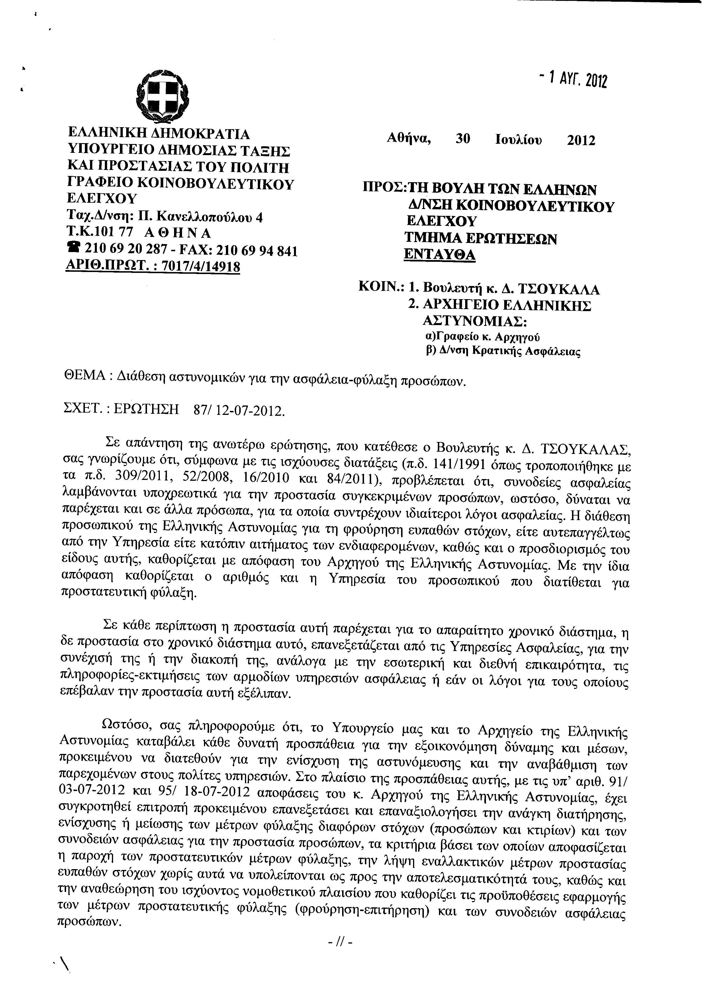 - 1 ΑΥΓ. 2012
ΕΛΛΗΝΙΚΗ ΔΗΜΟΚΡΑΤΙΑ
ΥΠΟΥΡΓΕΙΟ ΔΗΜΟΣΙΑΣ ΤΑΞΗΣ
ΚΑΙ ΠΡΟΣΤΑΣΙΑΣ ΤΟΥ ΠΟΛΙΤΗ
ΓΡΑΦΕΙΟ ΚΟΙΝΟΒΟΥΛΕΥΤΙΚΟΥ
ΕΛΕΓΧΟΥ
Ταχ.Δ/νση: Π. Κανελλοπούλου 4
Τ.Κ.101 77 Α Θ Η Ν Α
☎ 210 69 20 287 - FAX: 210 69 94 841
ΑΡΙΘ.ΠΡΩΤ. : 7017/4/14918
Αθήνα, 30 Ιουλίου 2012
ΠΡΟΣ:ΤΗ ΒΟΥΛΗ ΤΩΝ ΕΛΛΗΝΩΝ
Δ/ΝΣΗ ΚΟΙΝΟΒΟΥΛΕΥΤΙΚΟΥ
ΕΛΕΓΧΟΥ
ΤΜΗΜΑ ΕΡΩΤΗΣΕΩΝ
ΕΝΤΑΥΘΑ
ΚΟΙΝ.: 1. Βουλευτή κ. Δ. ΤΣΟΥΚΑΛΑ
2. ΑΡΧΗΓΕΙΟ ΕΛΛΗΝΙΚΗΣ
ΑΣΤΥΝΟΜΙΑΣ:
α)Γραφείο κ. Αρχηγού
β) Δ/νση Κρατικής Ασφάλειας
ΘΕΜΑ : Διάθεση αστυνομικών για την ασφάλεια-φύλαξη προσώπων.
ΣΧΕΤ. : ΕΡΩΤΗΣΗ 87/ 12-07-2012.
Σε απάντηση της ανωτέρω ερώτησης, που κατέθεσε ο Βουλευτής κ. Δ. ΤΣΟΥΚΑΛΑΣ,
σας γνωρίζουμε ότι, σύμφωνα με τις ισχύουσες διατάξεις (π.δ. 141/1991 όπως τροποποιήθηκε με
τα π.δ. 309/2011, 52/2008, 16/2010 και 84/2011), προβλέπεται ότι, συνοδείες ασφαλείας
λαμβάνονται υποχρεωτικά για την προστασία συγκεκριμένων προσώπων, ωστόσο, δύναται να
παρέχεται και σε άλλα πρόσωπα, για τα οποία συντρέχουν ιδιαίτεροι λόγοι ασφαλείας. Η διάθεση
προσωπικού της Ελληνικής Αστυνομίας για τη φρούρηση ευπαθών στόχων, είτε αυτεπαγγέλτως
από την Υπηρεσία είτε κατόπιν αιτήματος των ενδιαφερομένων, καθώς και ο προσδιορισμός του
είδους αυτής, καθορίζεται με απόφαση του Αρχηγού της Ελληνικής Αστυνομίας. Με την ίδια
απόφαση καθορίζεται ο αριθμός και η Υπηρεσία του προσωπικού που διατίθεται για
προστατευτική φύλαξη.
Σε κάθε περίπτωση η προστασία αυτή παρέχεται για το απαραίτητο χρονικό διάστημα, η
δε προστασία στο χρονικό διάστημα αυτό, επανεξετάζεται από τις Υπηρεσίες Ασφαλείας, για την
συνέχισή της ή την διακοπή της, ανάλογα με την εσωτερική και διεθνή επικαιρότητα, τις
πληροφορίες-εκτιμήσεις των αρμοδίων υπηρεσιών ασφάλειας ή εάν οι λόγοι για τους οποίους
επέβαλαν την προστασία αυτή εξέλιπαν.
Ωστόσο, σας πληροφορούμε ότι, το Υπουργείο μας και το Αρχηγείο της Ελληνικής
Αστυνομίας καταβάλει κάθε δυνατή προσπάθεια για την εξοικονόμηση δύναμης και μέσων,
προκειμένου να διατεθούν για την ενίσχυση της αστυνόμευσης και την αναβάθμιση των
παρεχομένων στους πολίτες υπηρεσιών. Στο πλαίσιο της προσπάθειας αυτής, με τις υπ’ αριθ. 91/
03-07-2012 και 95/ 18-07-2012 αποφάσεις του κ. Αρχηγού της Ελληνικής Αστυνομίας, έχει
συγκροτηθεί επιτροπή προκειμένου επανεξετάσει και επαναξιολογήσει την ανάγκη διατήρησης,
ενίσχυσης ή μείωσης των μέτρων φύλαξης διαφόρων στόχων (προσώπων και κτιρίων) και των
συνοδειών ασφάλειας για την προστασία προσώπων, τα κριτήρια βάσει των οποίων αποφασίζεται
η παροχή των προστατευτικών μέτρων φύλαξης, την λήψη εναλλακτικών μέτρων προστασίας
ευπαθών στόχων χωρίς αυτά να υπολείπονται ως προς την αποτελεσματικότητά τους, καθώς και
την αναθεώρηση του ισχύοντος νομοθετικού πλαισίου που καθορίζει τις προϋποθέσεις εφαρμογής
των μέτρων προστατευτικής φύλαξης (φρούρηση-επιτήρηση) και των συνοδειών ασφάλειας
προσώπων.
- // -